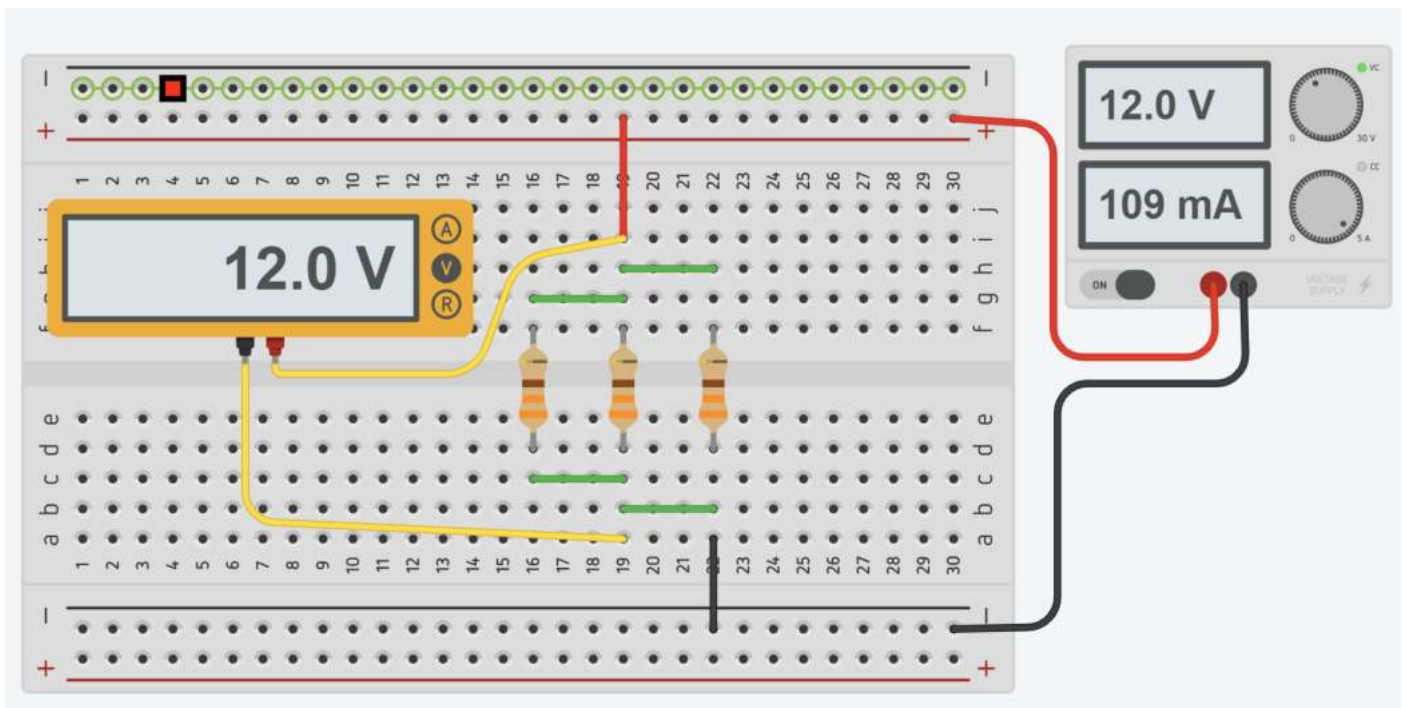 − −
+ +
VC
12.0 V
0 30 V
CC
109 mA
0 5 A
ON
VOLTAGE
SUPPLY
1 2 3 4 5 6 7 8 9 10 11 12 13 14 15 16 17 18 20 21 22 23 24 25 26 27 28 29 30
j
i
h
g
f
12.0 V
A
V
R
e e
d d
c c
b b
a a
1 2 3 4 5 6 7 8 9 10 11 12 13 14 15 16 17 18 19 20 21 23 24 25 26 27 28 29 30
− −
+ +